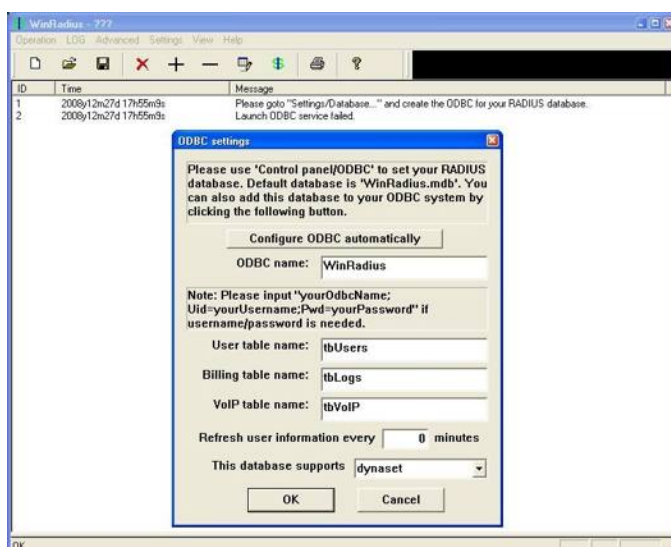 WinRadius - ???
Operation LOG Advanced Settings View Help
ID Time Message
1 2008y12m27d 17h55m9s Please goto "Settings/Database..." and create the ODBC for your RADIUS database.
2 2008y12m27d 17h55m9s Launch ODBC service failed.
ODBC settings
Please use 'Control panel/ODBC' to set your RADIUS
database. Default database is 'WinRadius.mdb'. You
can also add this database to your ODBC system by
clicking the following button.
Configure ODBC automatically
ODBC name: WinRadius
Note: Please input "yourOdbcName;
Uid=yourUsername;Pwd=yourPassword" if
username/password is needed.
User table name: tbUsers
Billing table name: tbLogs
VoIP table name: tbVoIP
Refresh user information every 0 minutes
This database supports dynaset
OK Cancel
OK